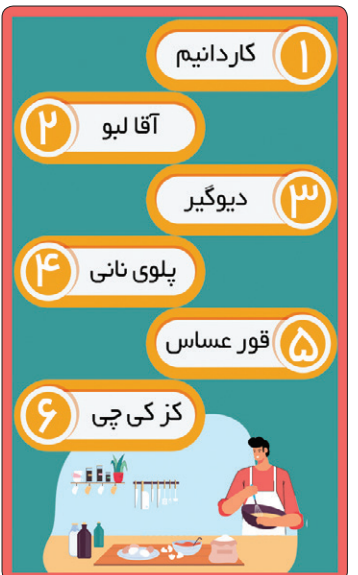 ۱ کاردانیم
۲ آقا لبو
۳ دیوگیر
۴ پلوی نانی
۵ قور عساس
۶ کز کی چی